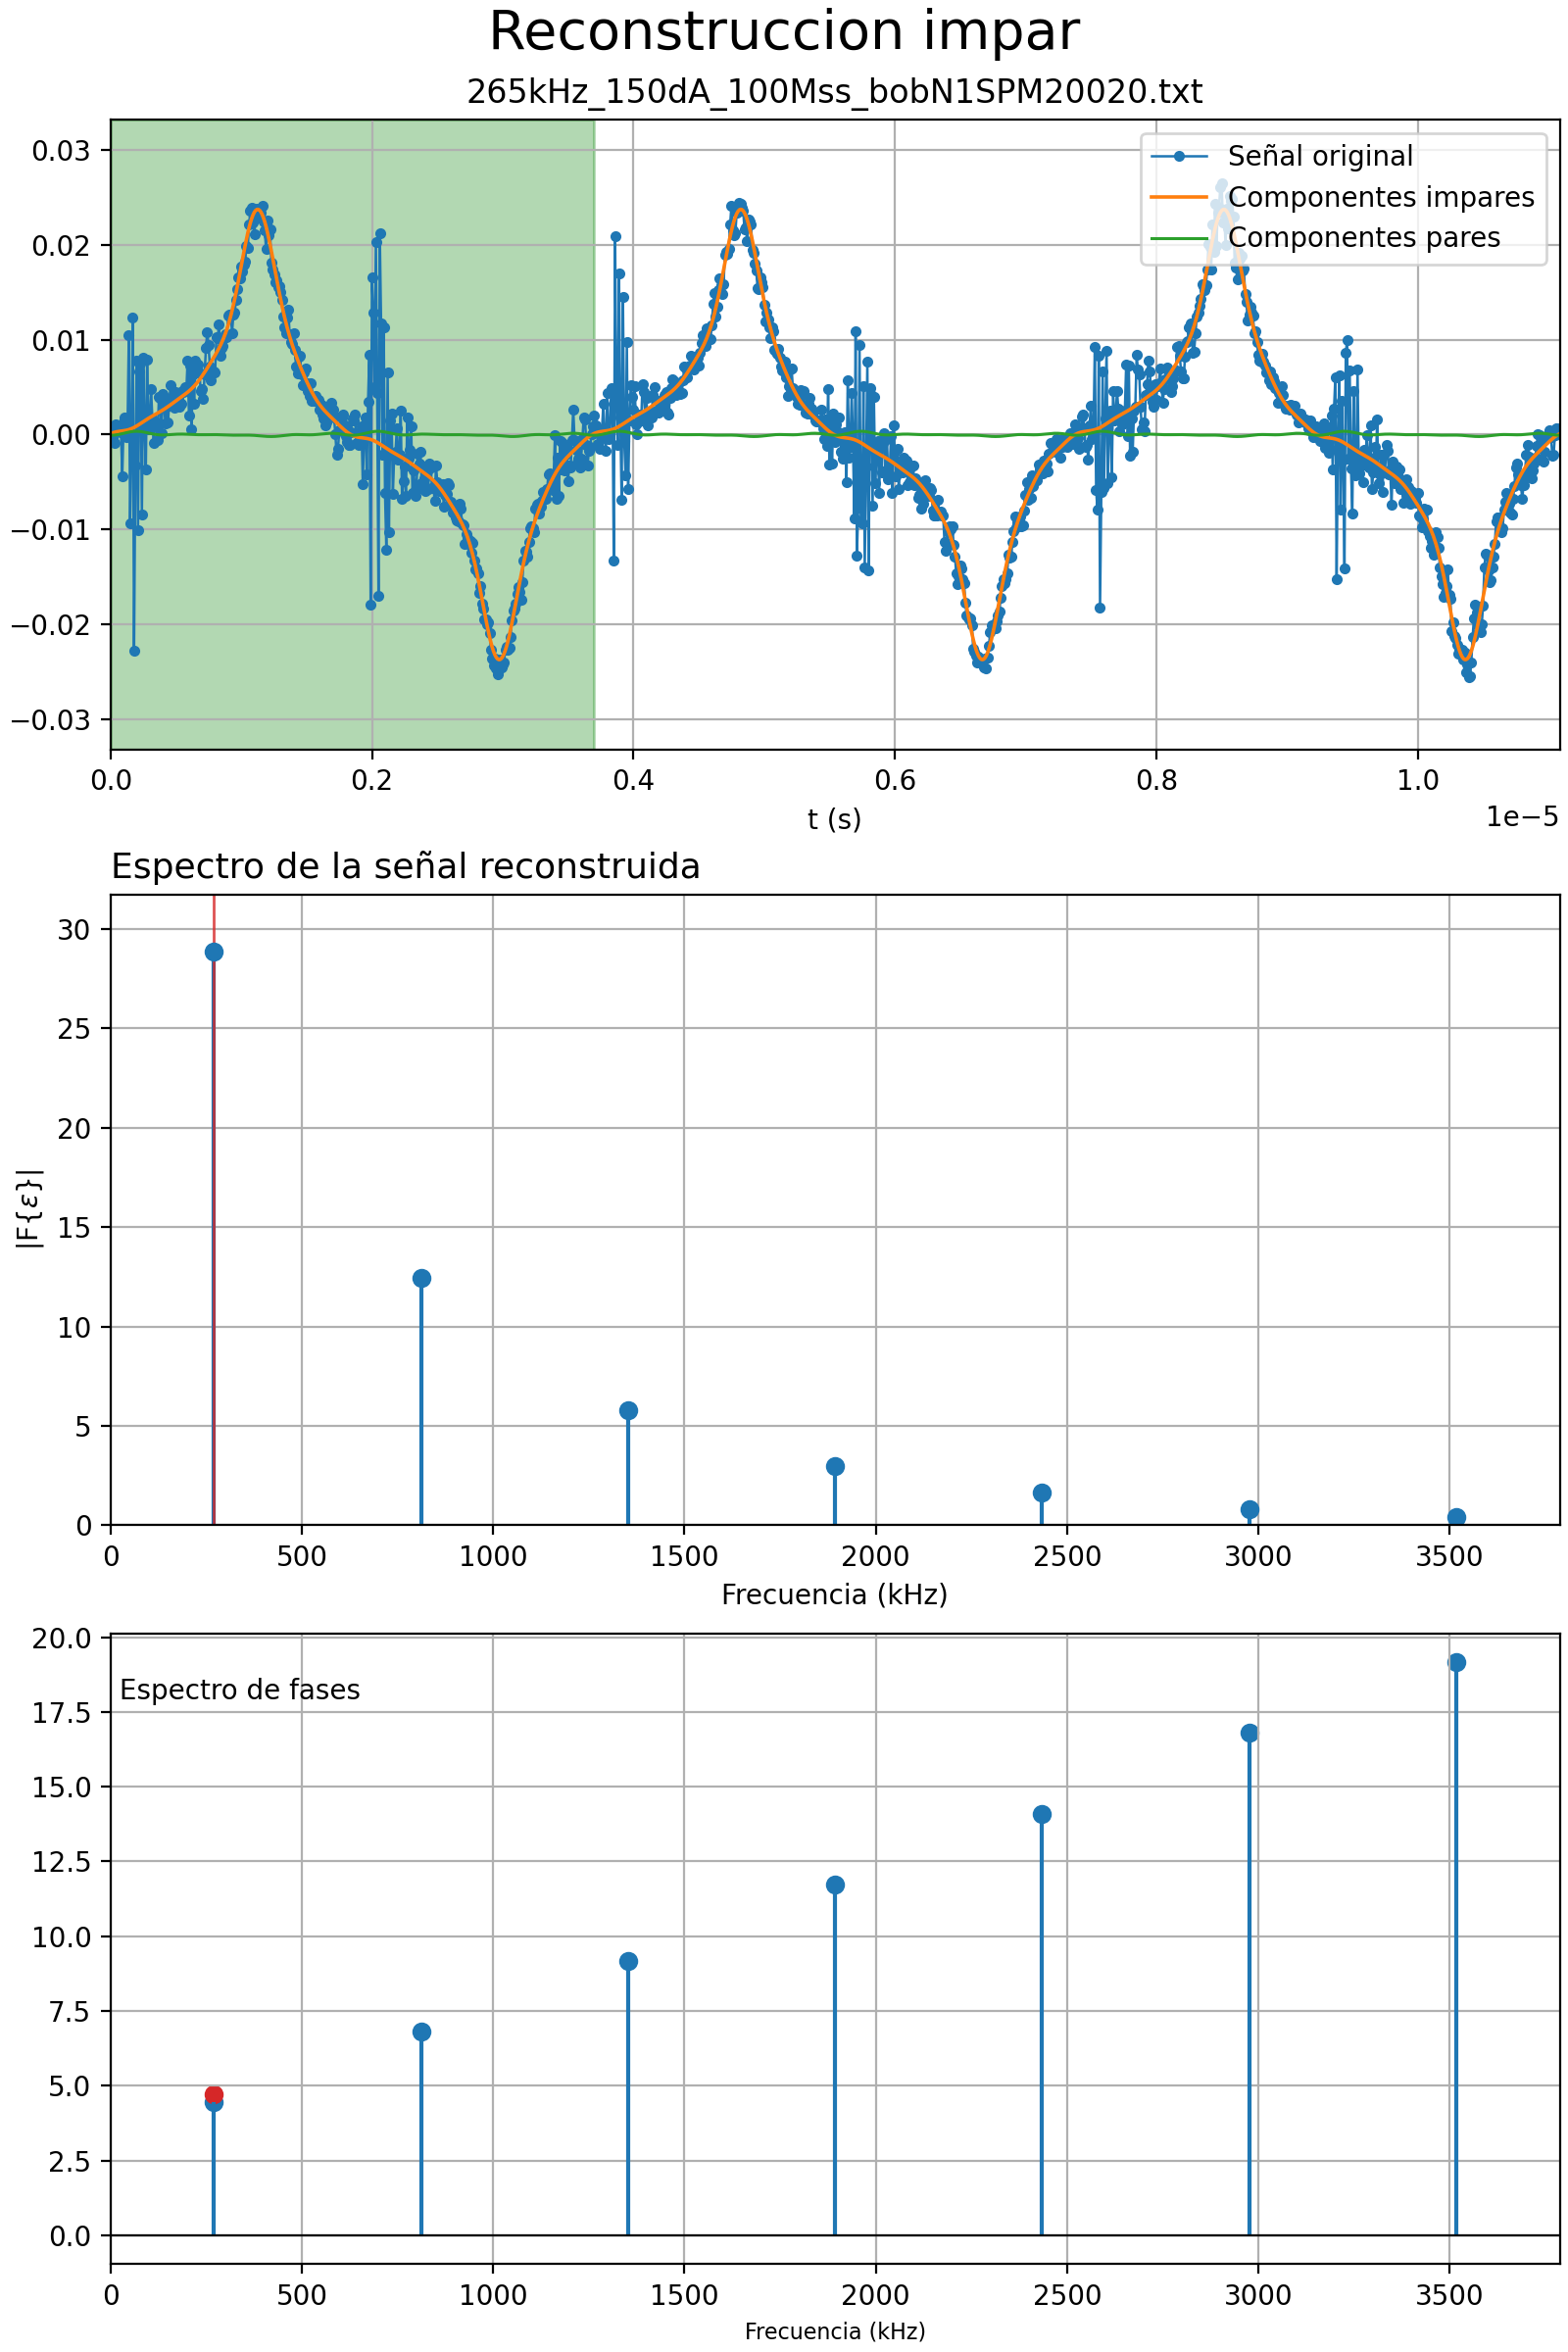 Reconstruccion impar
265kHz_150dA_100Mss_bobN1SPM20020.txt
Señal original
Componentes impares
Componentes pares
0.03
0.02
0.01
0.00
−0.01
−0.02
−0.03
0.0 0.2 0.4 0.6 0.8 1.0
1e−5
t (s)
Espectro de la señal reconstruida
30
25
20
15
10
5
0
|F{ε}|
0 500 1000 1500 2000 2500 3000 3500
Frecuencia (kHz)
Espectro de fases
20.0
17.5
15.0
12.5
10.0
7.5
5.0
2.5
0.0
0 500 1000 1500 2000 2500 3000 3500
Frecuencia (kHz)